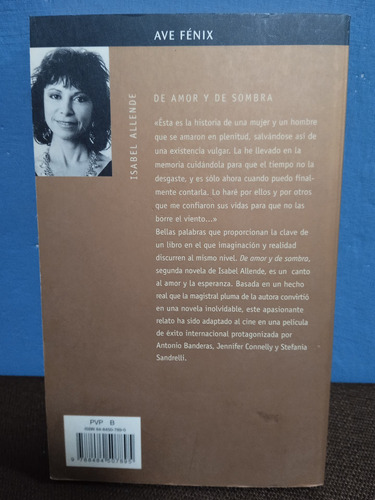 AVE FÉNIX
ISABEL ALLENDE
DE AMOR Y DE SOMBRA
«Ésta es la historia de una mujer y un hombre
que se amaron en plenitud, salvándose así de
una existencia vulgar. La he llevado en la
memoria cuidándola para que el tiempo no la
desgaste, y es sólo ahora cuando puedo final-
mente contarla. Lo haré por ellos y por otros
que me confiaron sus vidas para que no las
borre el viento...»
Bellas palabras que proporcionan la clave de
un libro en el que imaginación y realidad
discurren al mismo nivel. De amor y de sombra,
segunda novela de Isabel Allende, es un canto
al amor y la esperanza. Basada en un hecho
real que la magistral pluma de la autora convirtió
en una novela inolvidable, este apasionante
relato ha sido adaptado al cine en una película
de éxito internacional protagonizada por
Antonio Banderas, Jennifer Connelly y Stefania
Sandrelli.
PVP B